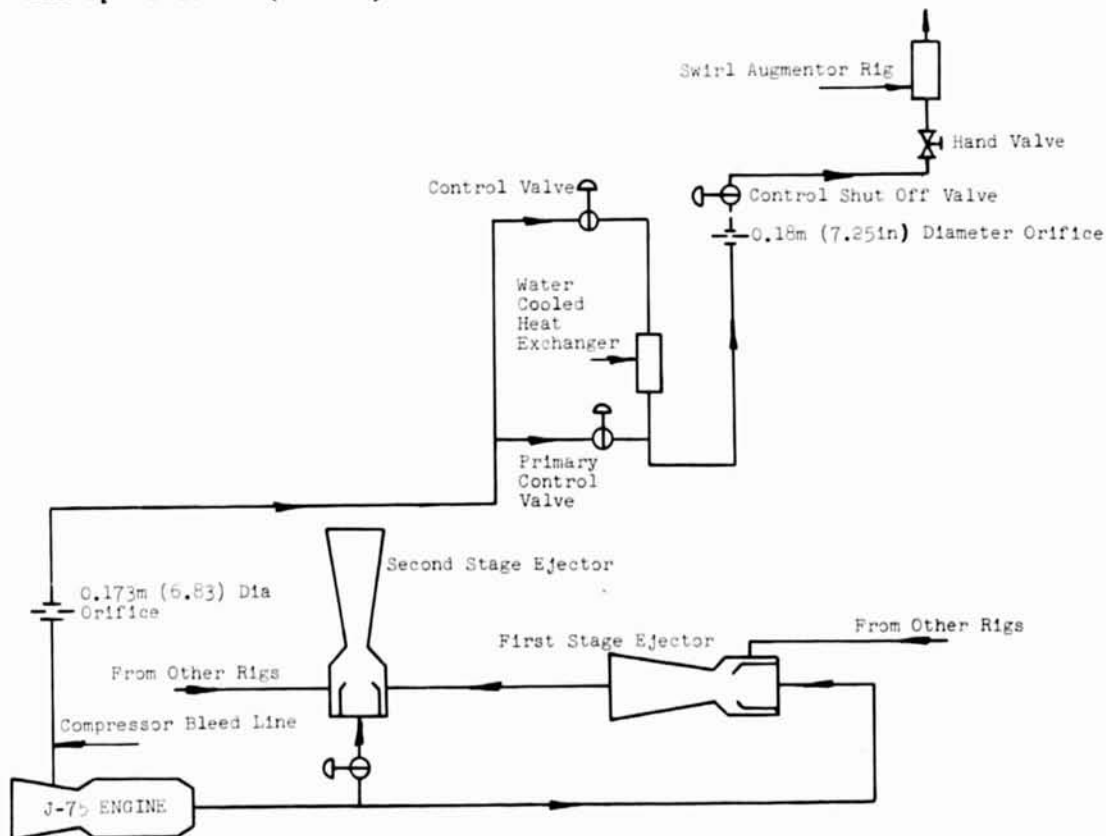 Swirl Augmentor Rig
Hand Valve
Control Valve
Control Shut Off Valve
0.18m (7.25in) Diameter Orifice
Water
Cooled
Heat
Exchanger
Primary
Control
Valve
Second Stage Ejector
0.173m (6.83) Dia
Orifice
From Other Rigs
First Stage Ejector
From Other Rigs
Compressor Bleed Line
J-75 ENGINE